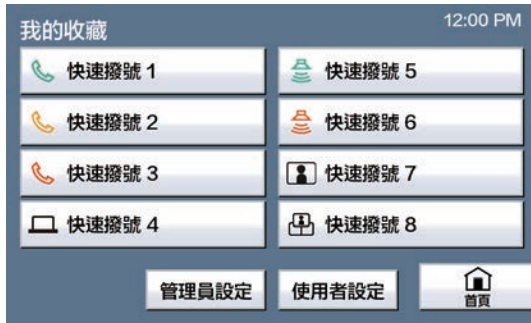 我的收藏
12:00 PM
快速撥號 1
快速撥號 5
快速撥號 2
快速撥號 6
快速撥號 3
快速撥號 7
快速撥號 4
快速撥號 8
管理員設定
使用者設定
首頁